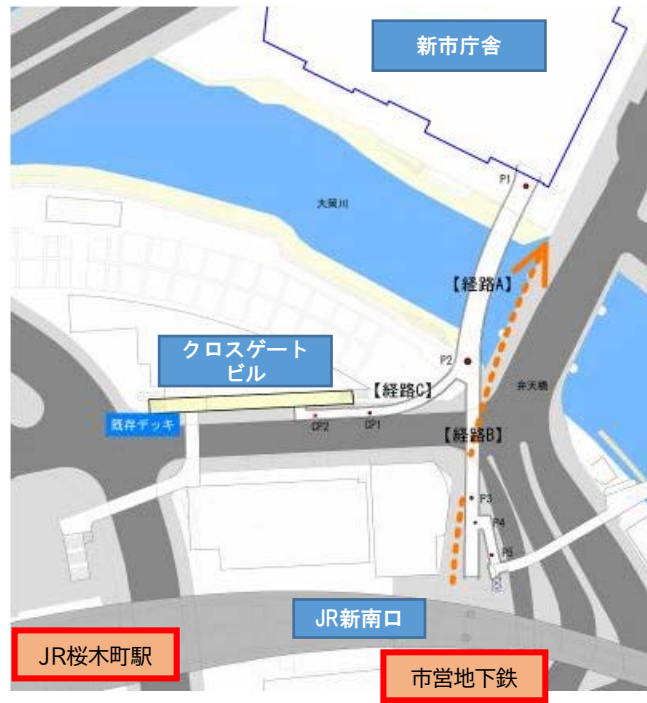 新市庁舎
P1
大岡川
【経路A】
クロスゲート
ビル
P2
【経路C】
弁天橋
既存デッキ
CP2
CP1
【経路B】
P3
P4
P5
JR新南口
JR桜木町駅
市営地下鉄